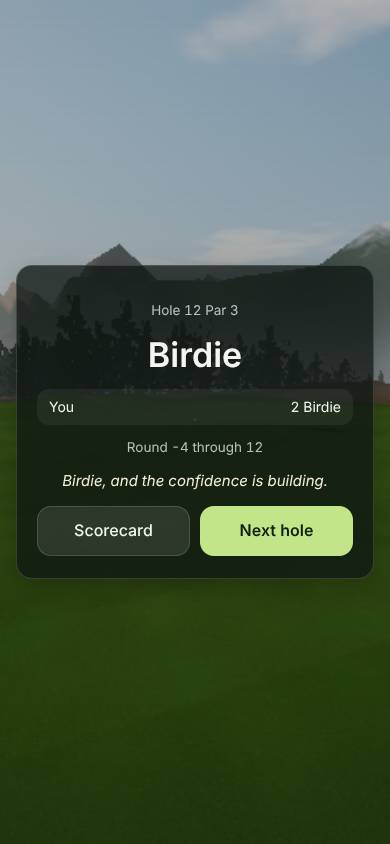 Hole 12 Par 3
Birdie
You 2 Birdie
Round -4 through 12
Birdie, and the confidence is building.
Scorecard Next hole